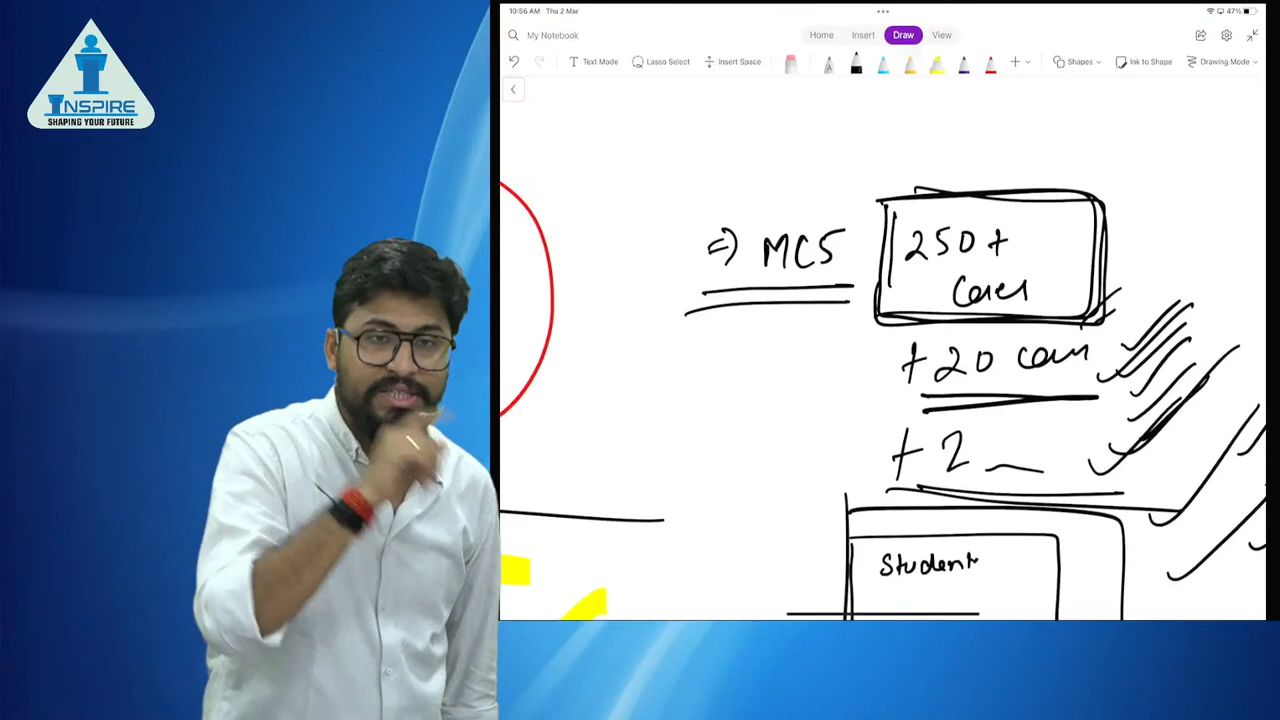 INSPIRE
SHAPING YOUR FUTURE
10:56 AM Thu 2 Mar
47%
My Notebook
Home Insert Draw View
Text Mode Lasso Select Insert Space Shapes Ink to Shape Drawing Mode
⇒ MCS
250+
Cases
+20 cases
+2
Student